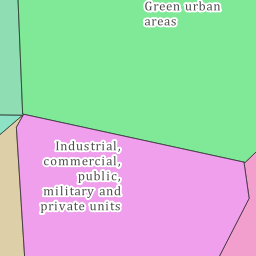 Green urban
areas
Industrial,
commercial,
public,
military and
private units